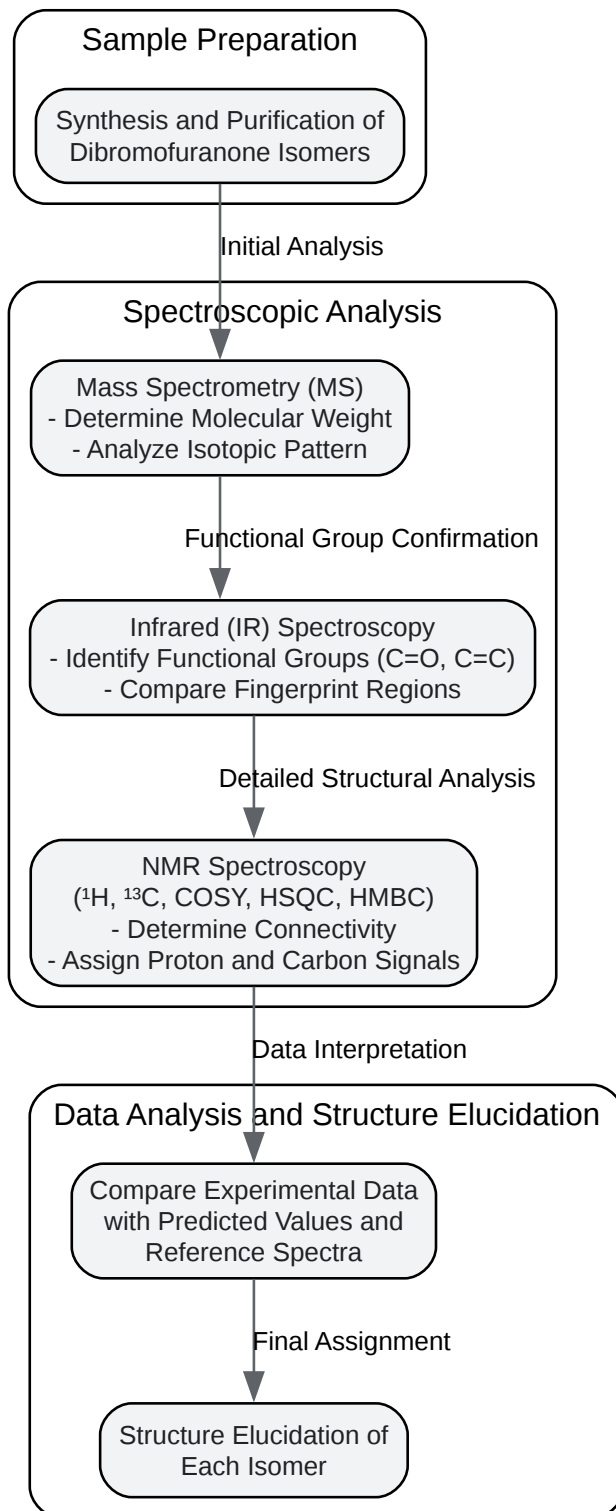 Sample Preparation
Synthesis and Purification of
Dibromofuranone Isomers
Initial Analysis
Spectroscopic Analysis
Mass Spectrometry (MS)
- Determine Molecular Weight
- Analyze Isotopic Pattern
Functional Group Confirmation
Infrared (IR) Spectroscopy
- Identify Functional Groups (C=O, C=C)
- Compare Fingerprint Regions
Detailed Structural Analysis
NMR Spectroscopy
(¹H, ¹³C, COSY, HSQC, HMBC)
- Determine Connectivity
- Assign Proton and Carbon Signals
Data Interpretation
Data Analysis and Structure Elucidation
Compare Experimental Data
with Predicted Values and
Reference Spectra
Final Assignment
Structure Elucidation of
Each Isomer